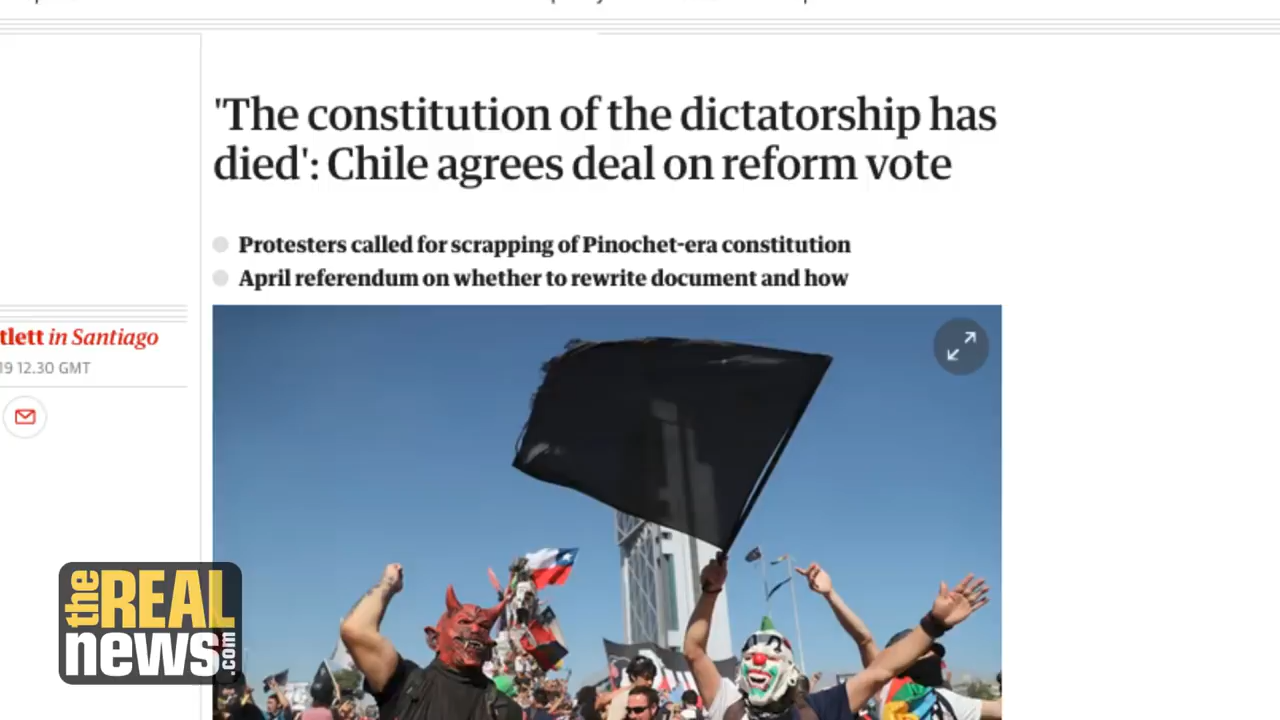 'The constitution of the dictatorship has
died': Chile agrees deal on reform vote
Protesters called for scrapping of Pinochet-era constitution
April referendum on whether to rewrite document and how
tlett in Santiago
19 12.30 GMT
the REAL
news.com